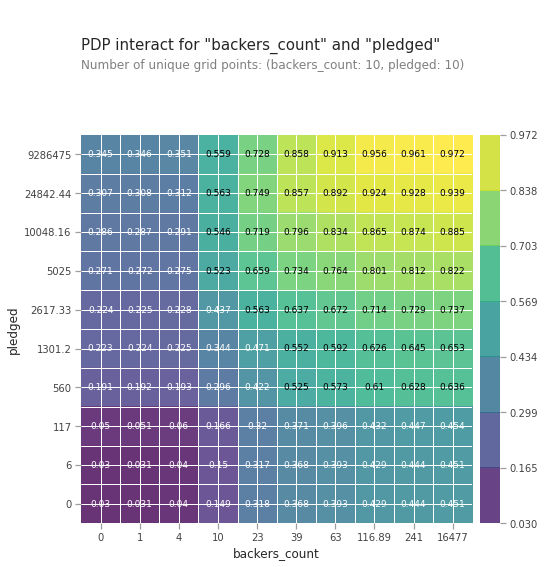 PDP interact for "backers_count" and "pledged"
Number of unique grid points: (backers_count: 10, pledged: 10)
0.972
9286475 0.345 0.346 0.351 0.559 0.728 0.858 0.913 0.956 0.961 0.972
0.838
24842.44 0.307 0.308 0.312 0.563 0.749 0.857 0.892 0.924 0.928 0.939
10048.16 0.286 0.287 0.291 0.546 0.719 0.796 0.834 0.865 0.874 0.885
0.703
5025 0.271 0.272 0.275 0.523 0.659 0.734 0.764 0.801 0.812 0.822
0.569
2617.33 0.224 0.225 0.228 0.437 0.563 0.637 0.672 0.714 0.729 0.737
pledged
1301.2 0.223 0.224 0.225 0.344 0.471 0.552 0.592 0.626 0.645 0.653
0.434
560 0.191 0.192 0.193 0.296 0.422 0.525 0.573 0.61 0.628 0.636
0.299
117 0.05 0.051 0.06 0.166 0.32 0.371 0.396 0.432 0.447 0.454
6 0.03 0.031 0.04 0.15 0.317 0.368 0.393 0.429 0.444 0.451
0.165
0 0.03 0.031 0.04 0.149 0.318 0.368 0.393 0.429 0.444 0.451
0.030
0 1 4 10 23 39 63 116.89 241 16477
backers_count